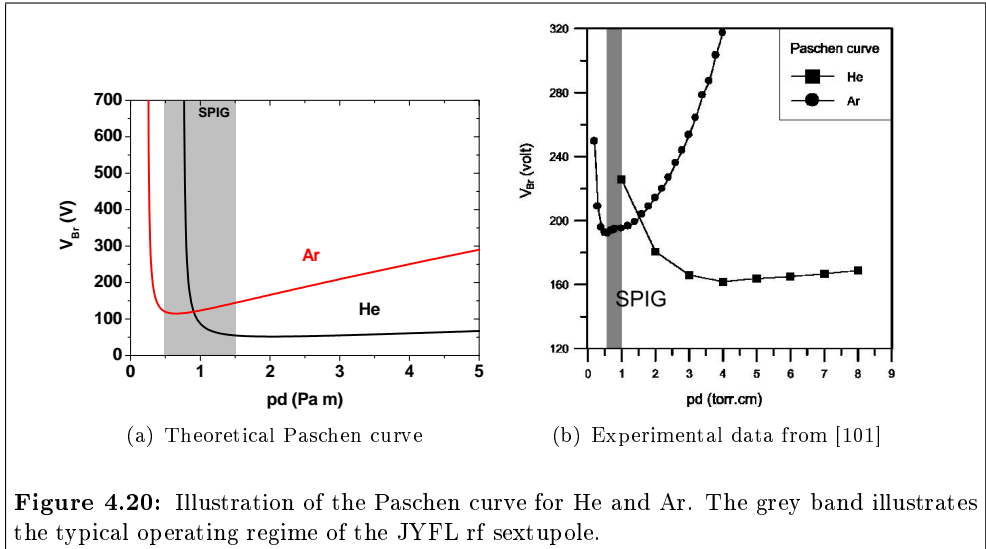 700
600
500
400
300
200
100
0
V_Br (V)
SPIG
Ar
He
0 1 2 3 4 5
pd (Pa m)
(a) Theoretical Paschen curve
280
240
200
160
120
V_Br (volt)
Paschen curve
He
Ar
SPIG
0 1 2 3 4 5 6 7 8 9
pd (torr.cm)
(b) Experimental data from [101]
Figure 4.20: Illustration of the Paschen curve for He and Ar. The grey band illustrates
the typical operating regime of the JYFL rf sextupole.